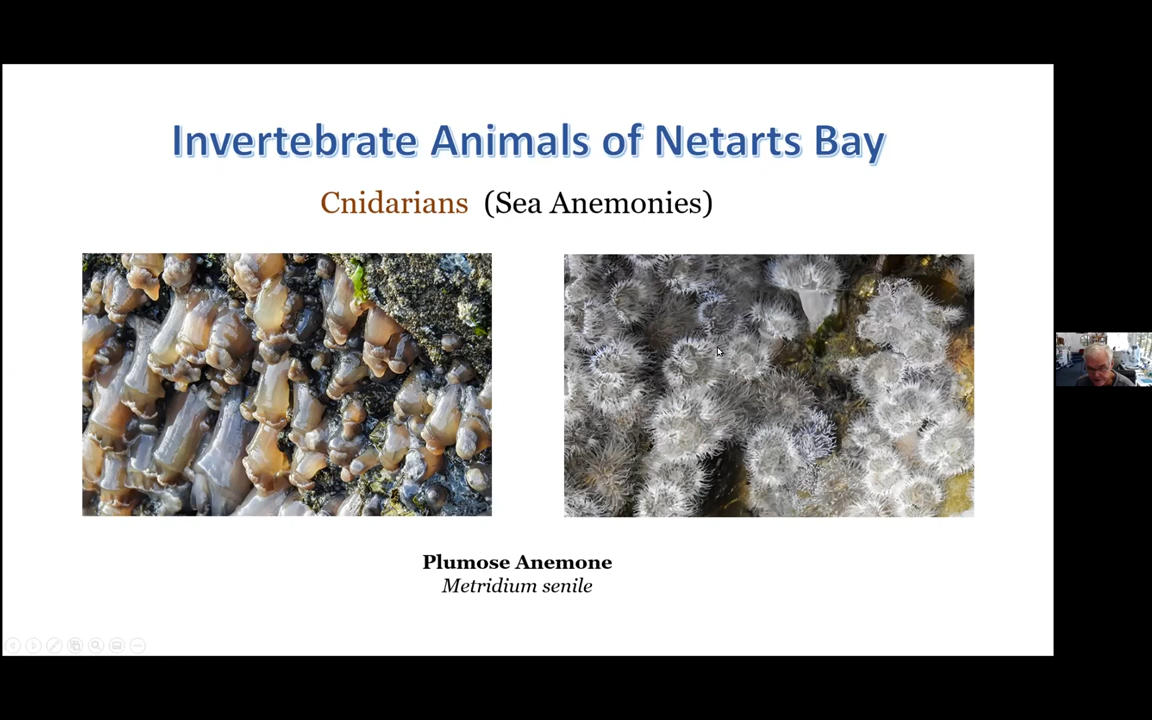 Invertebrate Animals of Netarts Bay
Cnidarians (Sea Anemonies)
Plumose Anemone
Metridium senile